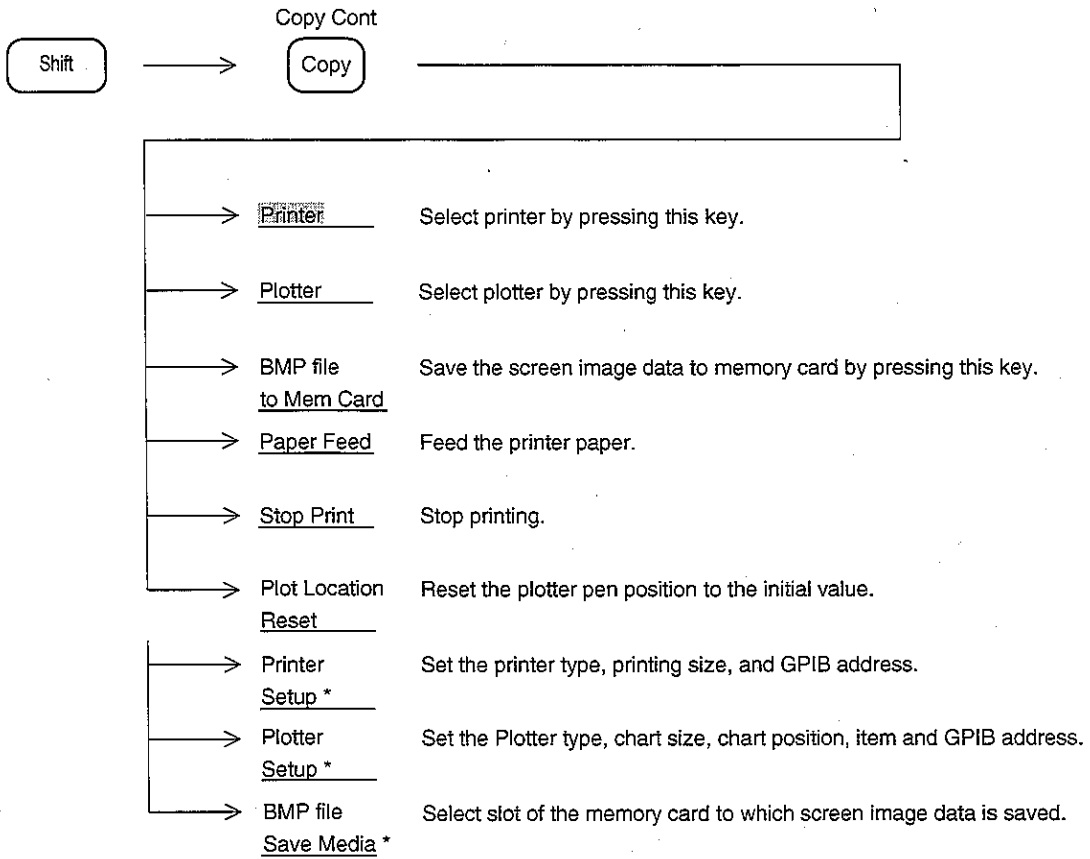 Copy Cont
Shift Copy
Printer Select printer by pressing this key.
Plotter Select plotter by pressing this key.
BMP file Save the screen image data to memory card by pressing this key.
to Mem Card
Paper Feed Feed the printer paper.
Stop Print Stop printing.
Plot Location Reset the plotter pen position to the initial value.
Reset
Printer Set the printer type, printing size, and GPIB address.
Setup *
Plotter Set the Plotter type, chart size, chart position, item and GPIB address.
Setup *
BMP file Select slot of the memory card to which screen image data is saved.
Save Media *